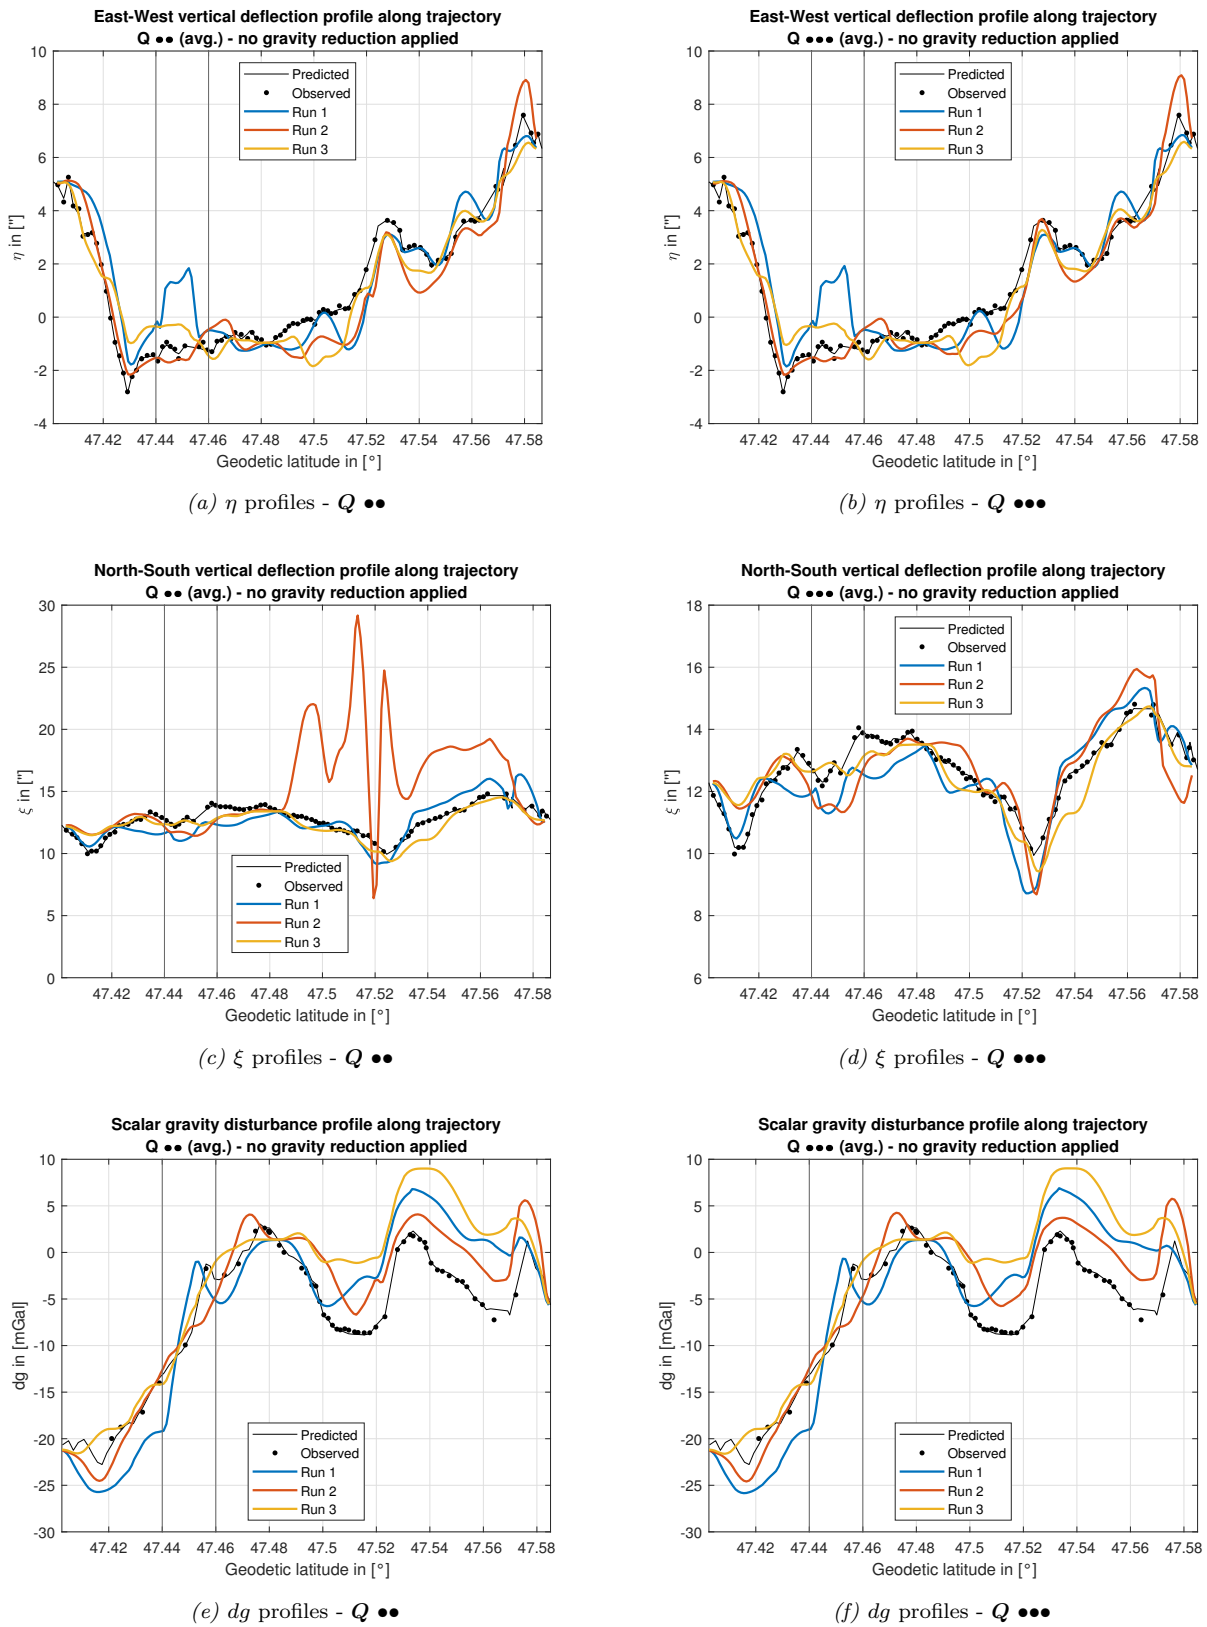 East-West vertical deflection profile along trajectory
Q ●● (avg.) - no gravity reduction applied
10
8
6
4
2
0
-2
-4
η in ["]
Predicted
Observed
Run 1
Run 2
Run 3
47.42 47.44 47.46 47.48 47.5 47.52 47.54 47.56 47.58
Geodetic latitude in [°]
(a) η profiles - Q ●●
East-West vertical deflection profile along trajectory
Q ●●● (avg.) - no gravity reduction applied
10
8
6
4
2
0
-2
-4
η in ["]
Predicted
Observed
Run 1
Run 2
Run 3
47.42 47.44 47.46 47.48 47.5 47.52 47.54 47.56 47.58
Geodetic latitude in [°]
(b) η profiles - Q ●●●
North-South vertical deflection profile along trajectory
Q ●● (avg.) - no gravity reduction applied
30
25
20
15
10
5
0
ξ in ["]
Predicted
Observed
Run 1
Run 2
Run 3
47.42 47.44 47.46 47.48 47.5 47.52 47.54 47.56 47.58
Geodetic latitude in [°]
(c) ξ profiles - Q ●●
North-South vertical deflection profile along trajectory
Q ●●● (avg.) - no gravity reduction applied
18
16
14
12
10
8
6
ξ in ["]
Predicted
Observed
Run 1
Run 2
Run 3
47.42 47.44 47.46 47.48 47.5 47.52 47.54 47.56 47.58
Geodetic latitude in [°]
(d) ξ profiles - Q ●●●
Scalar gravity disturbance profile along trajectory
Q ●● (avg.) - no gravity reduction applied
10
5
0
-5
-10
-15
-20
-25
-30
dg in [mGal]
Predicted
Observed
Run 1
Run 2
Run 3
47.42 47.44 47.46 47.48 47.5 47.52 47.54 47.56 47.58
Geodetic latitude in [°]
(e) dg profiles - Q ●●
Scalar gravity disturbance profile along trajectory
Q ●●● (avg.) - no gravity reduction applied
10
5
0
-5
-10
-15
-20
-25
-30
dg in [mGal]
Predicted
Observed
Run 1
Run 2
Run 3
47.42 47.44 47.46 47.48 47.5 47.52 47.54 47.56 47.58
Geodetic latitude in [°]
(f) dg profiles - Q ●●●